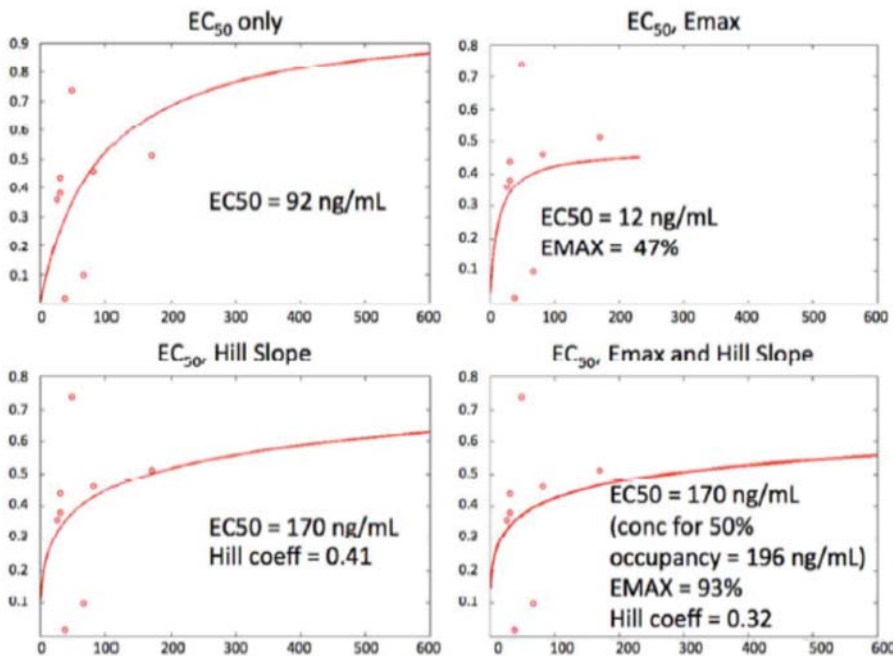 EC50 only
EC50, Emax
0.9
0.8
0.7
0.6
0.5
0.4
0.3
0.2
0.1
EC50 = 92 ng/mL
0 100 200 300 400 500 600
0.8
0.7
0.6
0.5
0.4
0.3
0.2
0.1
EC50 = 12 ng/mL
EMAX = 47%
0 100 200 300 400 500 600
EC50, Hill Slope
EC50, Emax and Hill Slope
0.8
0.7
0.6
0.5
0.4
0.3
0.2
0.1
EC50 = 170 ng/mL
Hill coeff = 0.41
0 100 200 300 400 500 600
0.8
0.7
0.6
0.5
0.4
0.3
0.2
0.1
EC50 = 170 ng/mL
(conc for 50%
occupancy = 196 ng/mL)
EMAX = 93%
Hill coeff = 0.32
0 100 200 300 400 500 600